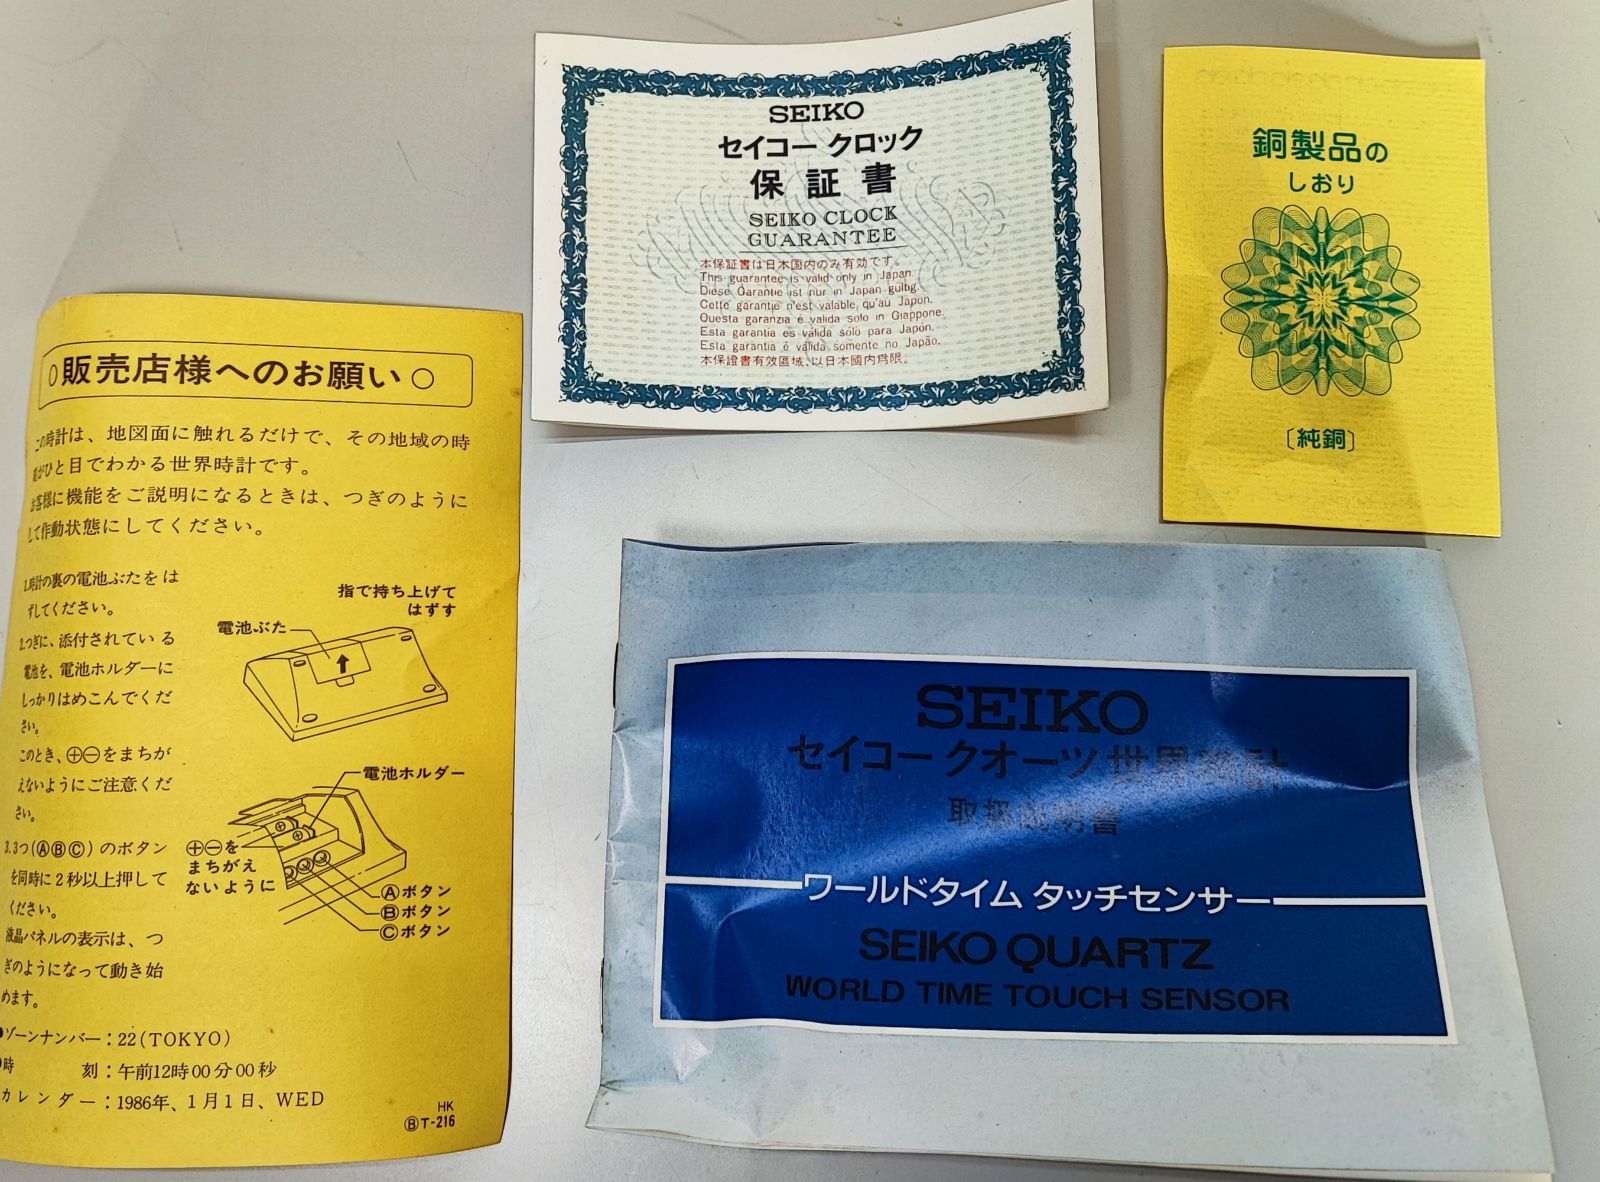 SEIKO
セイコー クロック
保証書
SEIKO CLOCK
GUARANTEE
本保証書は日本国内のみ有効です。
This guarantee is valid only in Japan.
Diese Garantie ist nur in Japan gültig.
Cette garantie n'est valable, qu'au Japon.
Questa garanzia é valida solo in Giappone.
Esta garantía es válida sólo para Japón.
Esta garantia é válida somente no Japão.
本保證書有效區域、以日本國内爲限。
銅製品の
しおり
〔純銅〕
○販売店様へのお願い○
この時計は、地図面に触れるだけで、その地域の時
刻がひと目でわかる世界時計です。
お客様に機能をご説明になるときは、つぎのように
して作動状態にしてください。
1.時計の裏の電池ぶたをは
ずしてください。
2.つぎに、添付されている
電池を、電池ホルダーに
しっかりはめこんでくだ
さい。
このとき、⊕⊖をまちが
えないようにご注意くだ
さい。
3.3つ(ⒶⒷⒸ)のボタン
を同時に2秒以上押して
ください。
液晶パネルの表示は、つ
ぎのようになって動き始
めます。
●ゾーンナンバー：22(TOKYO)
●時　　　刻：午前12時00分00秒
カレンダー：1986年、1月1日、WED
指で持ち上げて
はずす
電池ぶた
電池ホルダー
⊕⊖を
まちがえ
ないように
Ⓐボタン
Ⓑボタン
Ⓒボタン
HK
ⒷT-216
SEIKO
セイコー クオーツ世界時計
取扱説明書
ワールドタイム タッチセンサー
SEIKO QUARTZ
WORLD TIME TOUCH SENSOR